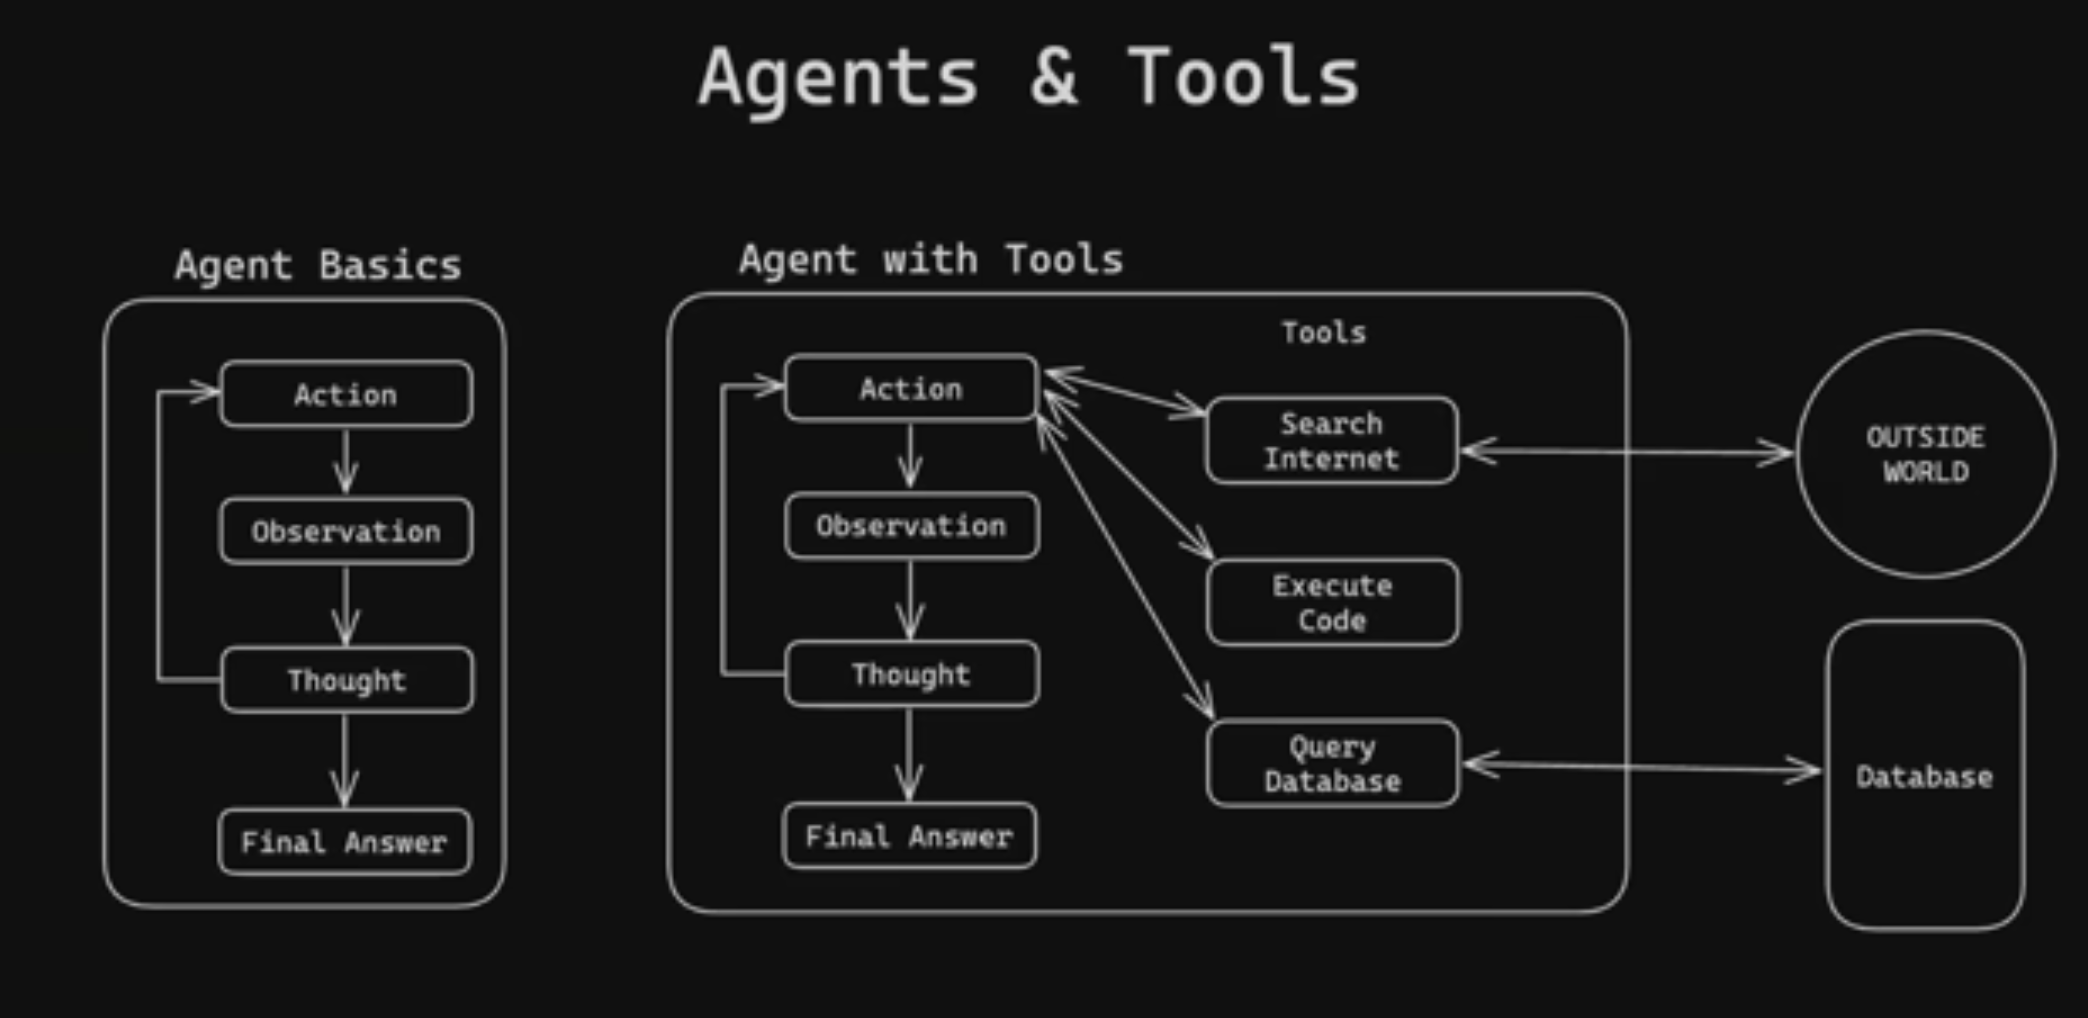 Agents & Tools
Agent Basics
Action
Observation
Thought
Final Answer
Agent with Tools
Action
Observation
Thought
Final Answer
Tools
Search
Internet
Execute
Code
Query
Database
OUTSIDE
WORLD
Database